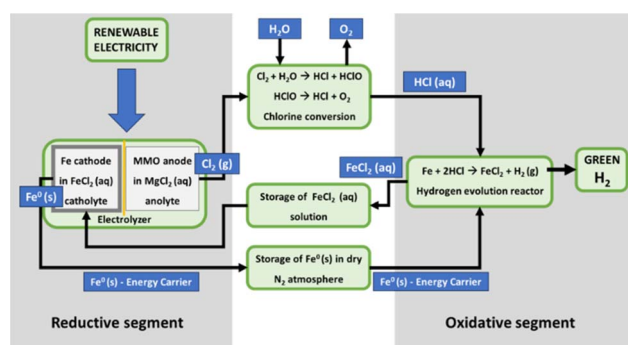 RENEWABLE
ELECTRICITY
H₂O
O₂
Cl₂ + H₂O → HCl + HClO
HClO → HCl + O₂
Chlorine conversion
HCl (aq)
Fe cathode
in FeCl₂ (aq)
catholyte
MMO anode
in MgCl₂ (aq)
anolyte
Electrolyzer
Cl₂ (g)
Fe⁰ (s)
FeCl₂ (aq)
Fe + 2HCl → FeCl₂ + H₂ (g)
Hydrogen evolution reactor
GREEN
H₂
Storage of FeCl₂ (aq)
solution
Storage of Fe⁰(s) in dry
N₂ atmosphere
Fe⁰(s) - Energy Carrier
Fe⁰(s) - Energy Carrier
Reductive segment
Oxidative segment